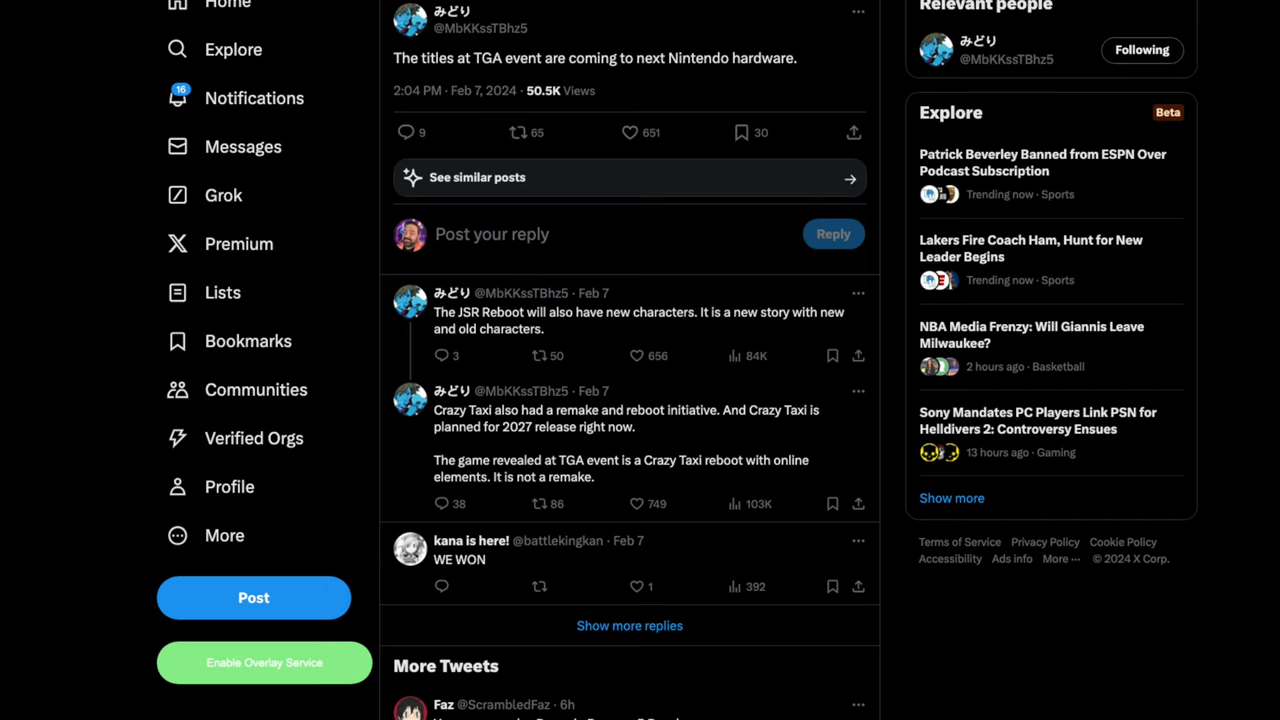 Home
Explore
16
Notifications
Messages
Grok
Premium
Lists
Bookmarks
Communities
Verified Orgs
Profile
More
Post
Enable Overlay Service
みどり
@MbKKssTBhz5
The titles at TGA event are coming to next Nintendo hardware.
2:04 PM · Feb 7, 2024 · 50.5K Views
9 65 651 30
See similar posts
Post your reply
Reply
みどり @MbKKssTBhz5 · Feb 7
The JSR Reboot will also have new characters. It is a new story with new
and old characters.
3 50 656 84K
みどり @MbKKssTBhz5 · Feb 7
Crazy Taxi also had a remake and reboot initiative. And Crazy Taxi is
planned for 2027 release right now.
The game revealed at TGA event is a Crazy Taxi reboot with online
elements. It is not a remake.
38 86 749 103K
kana is here! @battlekingkan · Feb 7
WE WON
1 392
Show more replies
More Tweets
Faz @ScrambledFaz · 6h
Relevant people
みどり
@MbKKssTBhz5
Following
Explore
Beta
Patrick Beverley Banned from ESPN Over
Podcast Subscription
Trending now · Sports
Lakers Fire Coach Ham, Hunt for New
Leader Begins
Trending now · Sports
NBA Media Frenzy: Will Giannis Leave
Milwaukee?
2 hours ago · Basketball
Sony Mandates PC Players Link PSN for
Helldivers 2: Controversy Ensues
13 hours ago · Gaming
Show more
Terms of Service Privacy Policy Cookie Policy
Accessibility Ads info More ··· © 2024 X Corp.